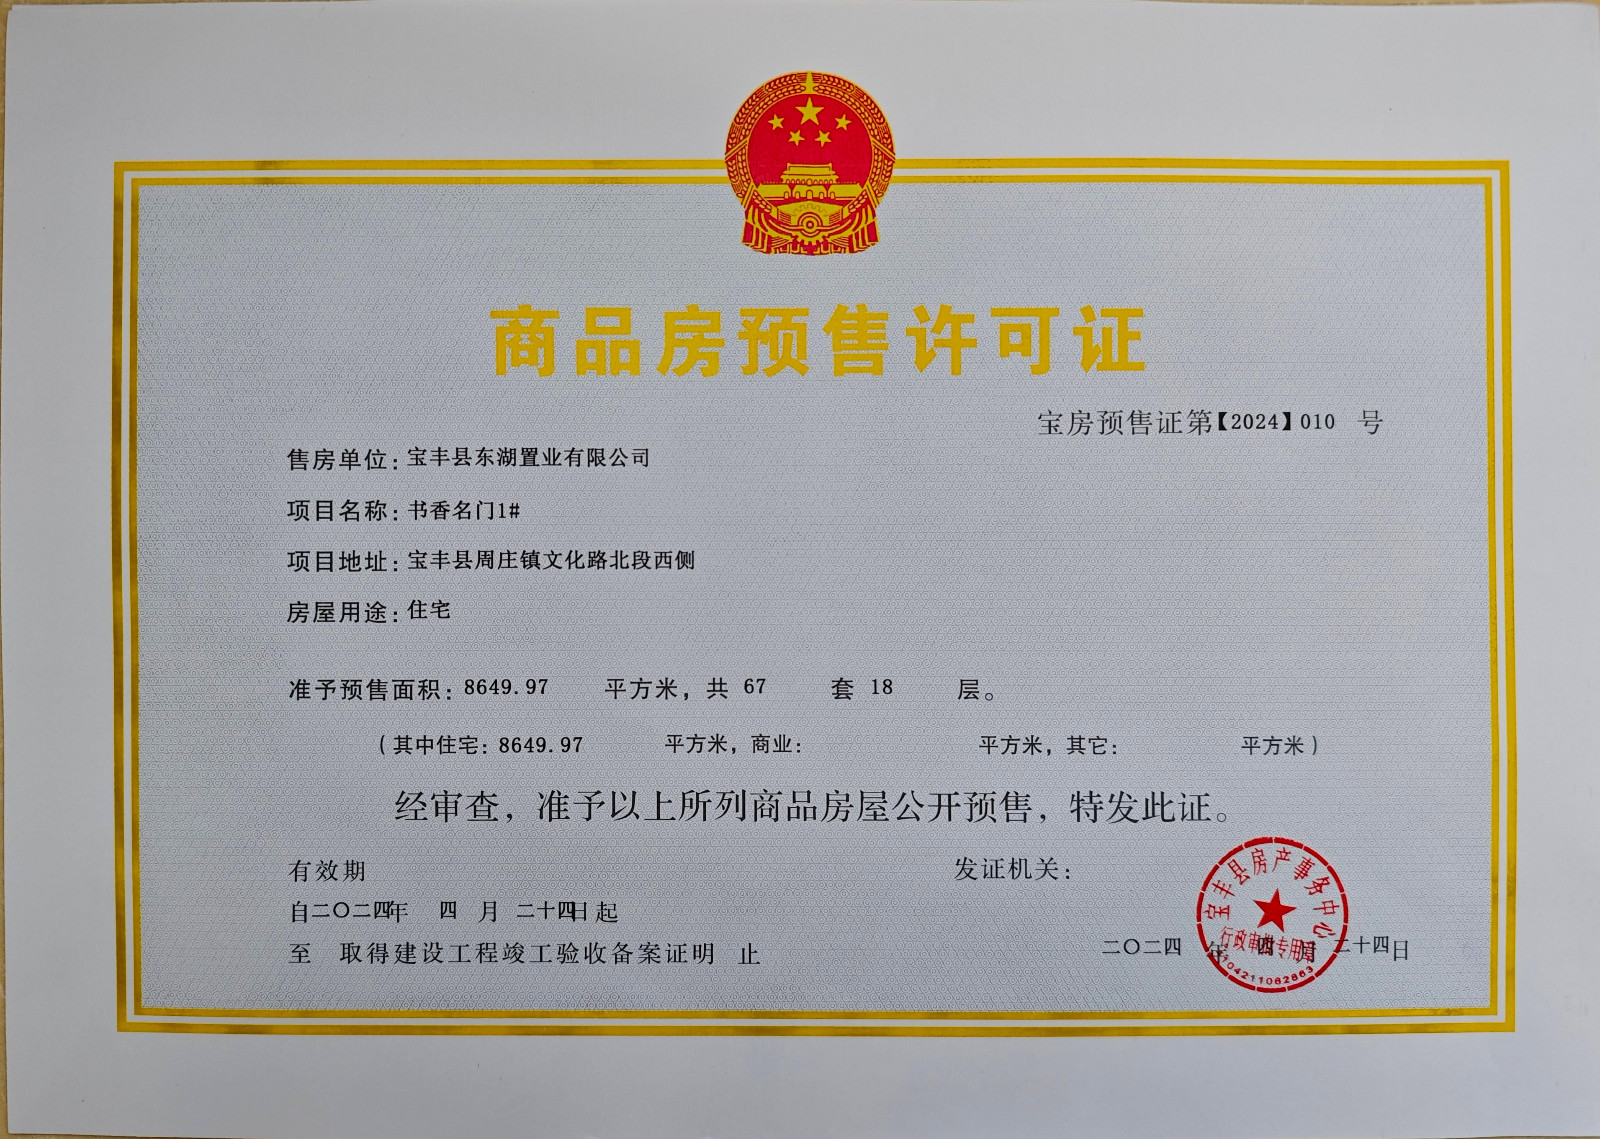 商品房预售许可证
宝房预售证第【2024】010 号
售房单位：宝丰县东湖置业有限公司
项目名称：书香名门1#
项目地址：宝丰县周庄镇文化路北段西侧
房屋用途：住宅
准予预售面积：8649.97 平方米，共 67 套 18 层。
（其中住宅：8649.97 平方米，商业： 平方米，其它： 平方米）
经审查，准予以上所列商品房屋公开预售，特发此证。
有效期
发证机关：
自二〇二四年 四 月 二十四日起
至 取得建设工程竣工验收备案证明 止
二〇二四 年 四 月 二十四日
宝丰县房产事务中心
行政审批专用章